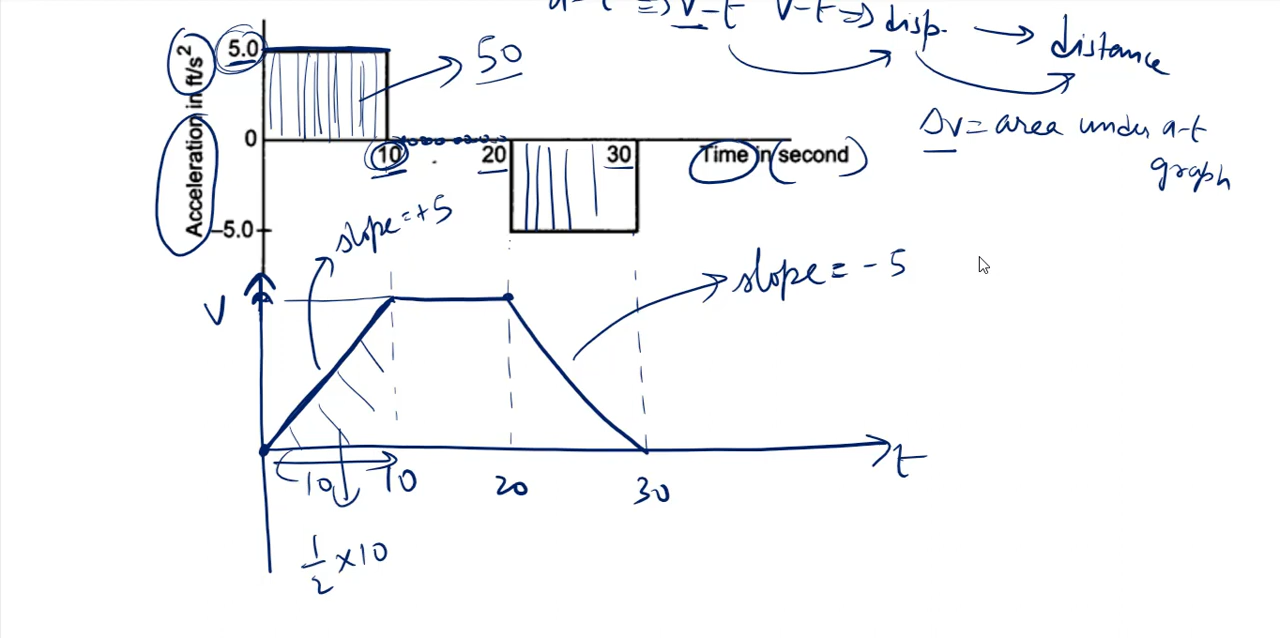 a-t ⇒ v-t v-t ⇒ disp. → distance
5.0
50
Acceleration in ft/s²
0
10
20
30
Time in second
Δv = area under a-t
graph
-5.0
slope = +5
slope = -5
V
t
10
10
20
30
1/2 × 10